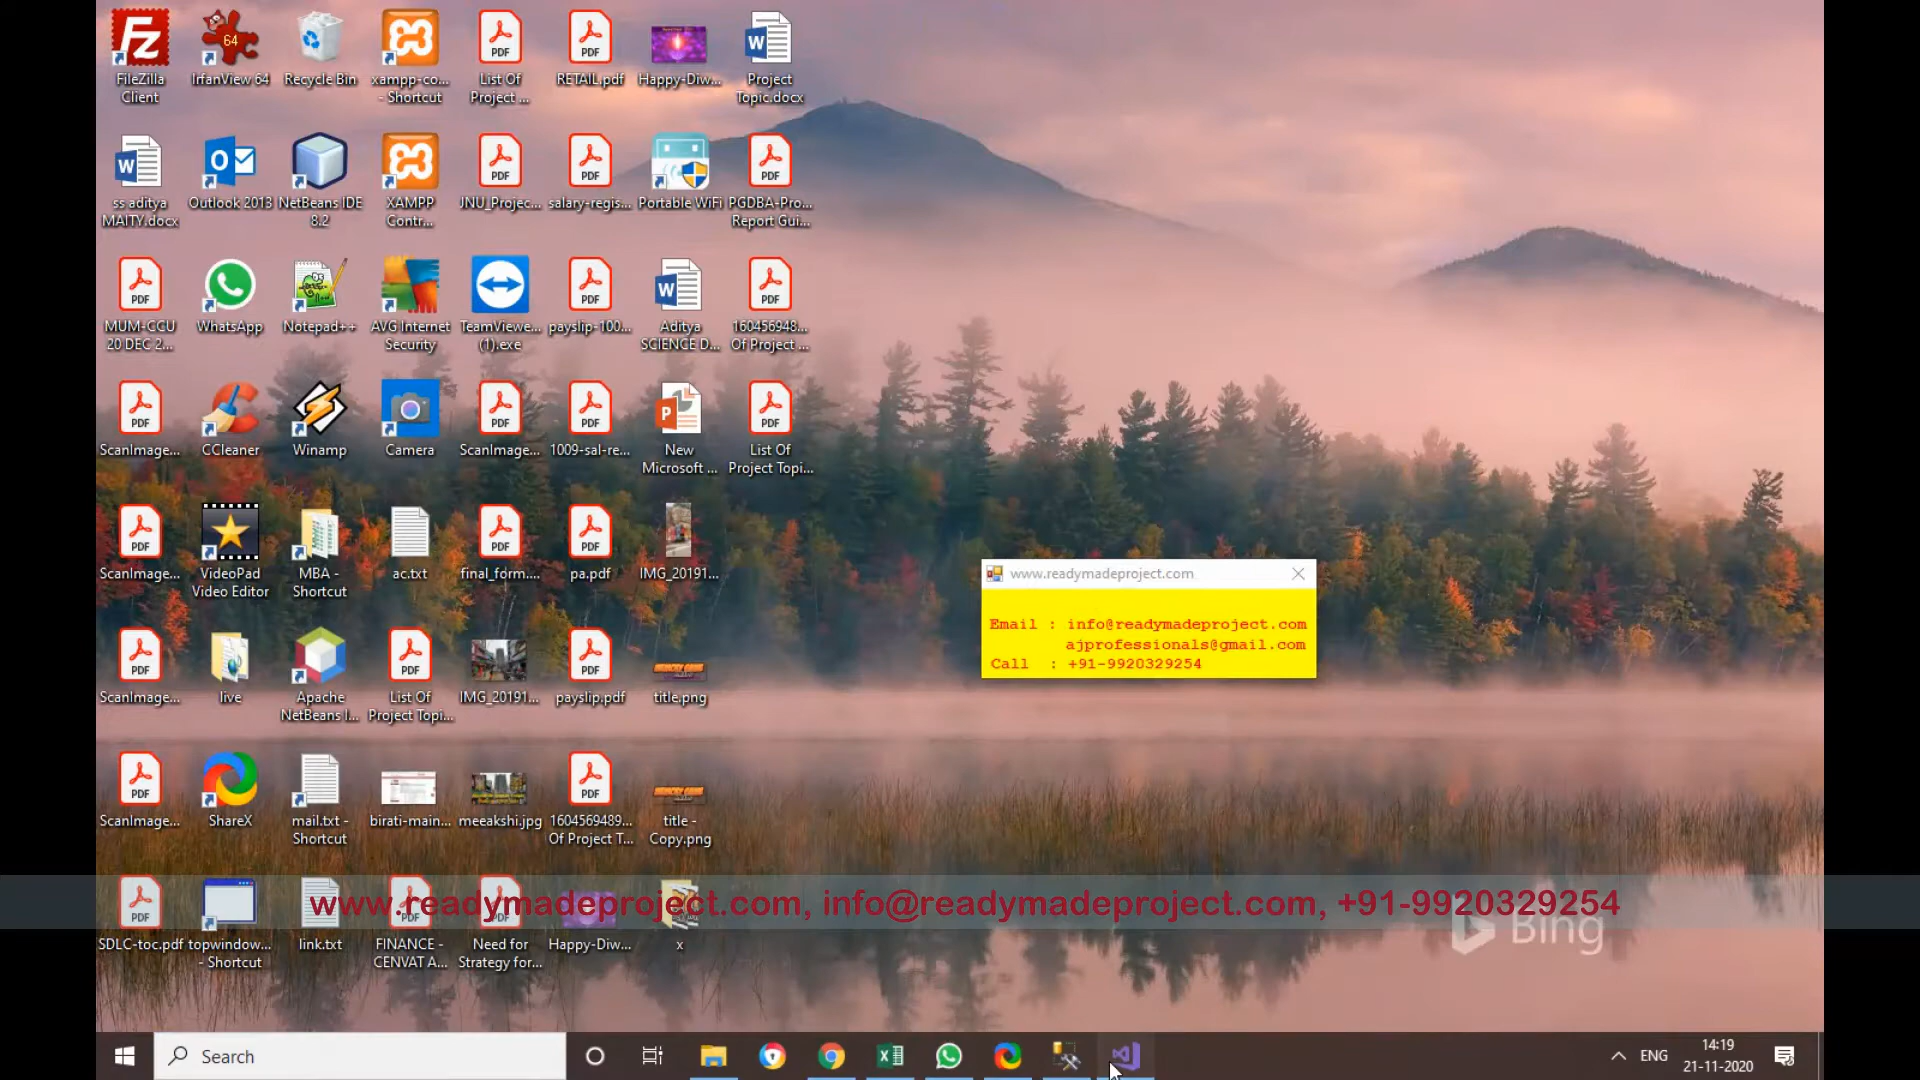 FileZilla
Client
IrfanView 64
Recycle Bin
xampp-co...
- Shortcut
List Of
Project ...
RETAIL.pdf
Happy-Diw...
Project
Topic.docx
ss aditya
MAITY.docx
Outlook 2013
NetBeans IDE
8.2
XAMPP
Contr...
JNU_Projec...
salary-regis...
Portable WiFi
PGDBA-Pro...
Report Gui...
MUM-CCU
20 DEC 2...
WhatsApp
Notepad++
AVG Internet
Security
TeamViewe...
(1).exe
payslip-100...
Aditya
SCIENCE D...
160456948...
Of Project ...
ScanImage...
CCleaner
Winamp
Camera
ScanImage...
1009-sal-re...
New
Microsoft ...
List Of
Project Topi...
ScanImage...
VideoPad
Video Editor
MBA -
Shortcut
ac.txt
final_form....
pa.pdf
IMG_20191...
www.readymadeproject.com
Email : info@readymadeproject.com
ajprofessionals@gmail.com
Call : +91-9920329254
ScanImage...
live
Apache
NetBeans I...
List Of
Project Topi...
IMG_20191...
payslip.pdf
title.png
ScanImage...
ShareX
mail.txt -
Shortcut
birati-main...
meeakshi.jpg
1604569489...
Of Project T...
title -
Copy.png
www.readymadeproject.com, info@readymadeproject.com, +91-9920329254
Bing
SDLC-toc.pdf
topwindow...
- Shortcut
link.txt
FINANCE -
CENVAT A...
Need for
Strategy for...
Happy-Diw...
x
Search
ENG
14:19
21-11-2020